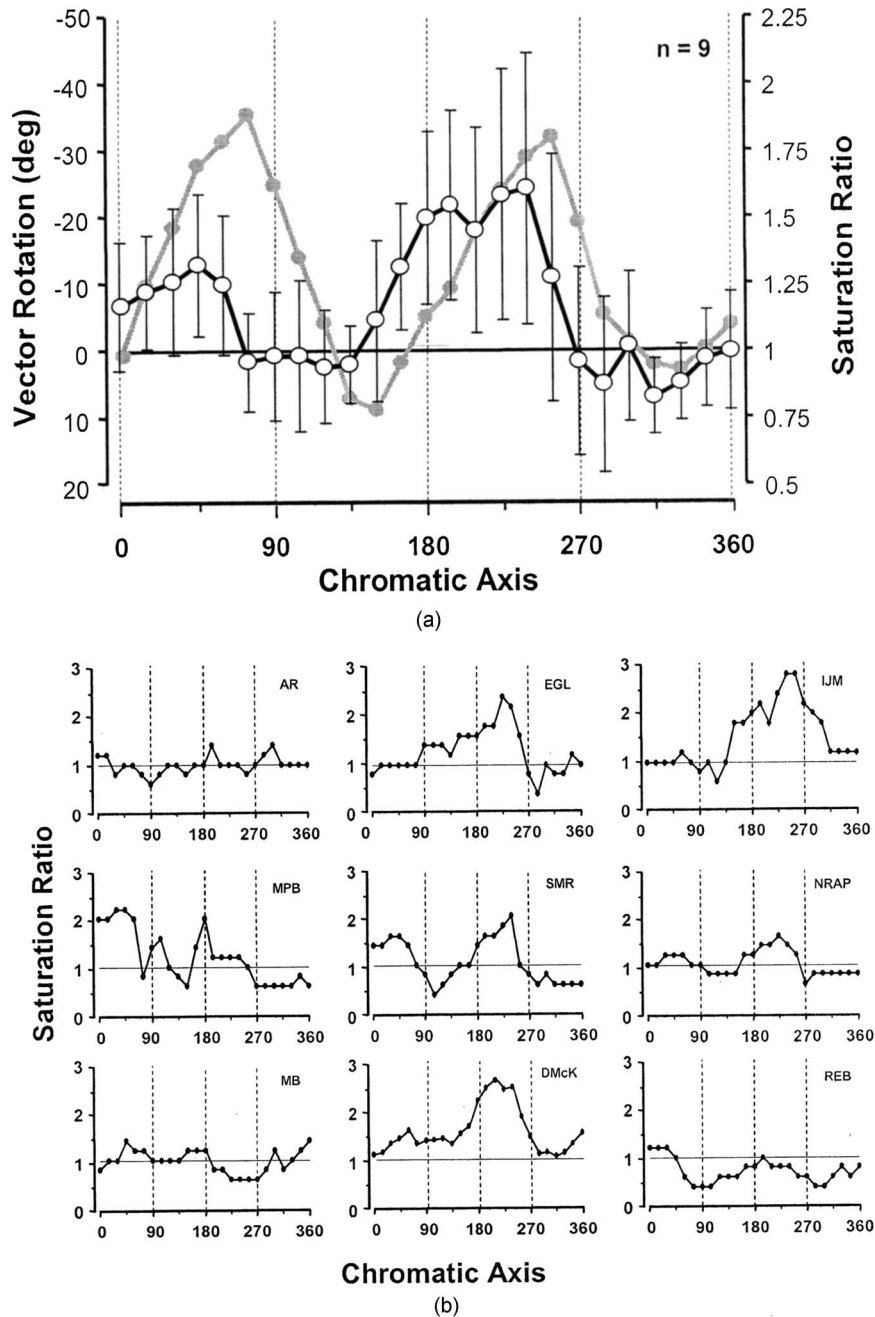 -50
-40
-30
-20
-10
0
10
20
Vector Rotation (deg)
n = 9
2.25
2
1.75
1.5
1.25
1
0.75
0.5
Saturation Ratio
0 90 180 270 360
Chromatic Axis
(a)
3
2
1
0
AR
0 90 180 270 360
3
2
1
0
EGL
0 90 180 270 360
3
2
1
0
IJM
0 90 180 270 360
Saturation Ratio
3
2
1
0
MPB
0 90 180 270 360
3
2
1
0
SMR
0 90 180 270 360
3
2
1
0
NRAP
0 90 180 270 360
3
2
1
0
MB
0 90 180 270 360
3
2
1
0
DMcK
0 90 180 270 360
3
2
1
0
REB
0 90 180 270 360
Chromatic Axis
(b)